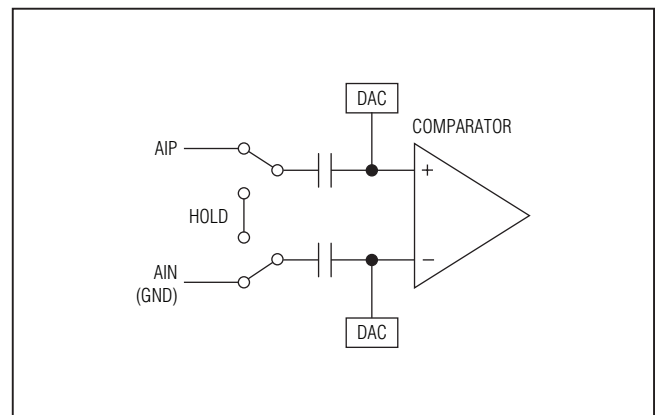 DAC
COMPARATOR
AIP
+
HOLD
AIN
(GND)
−
DAC